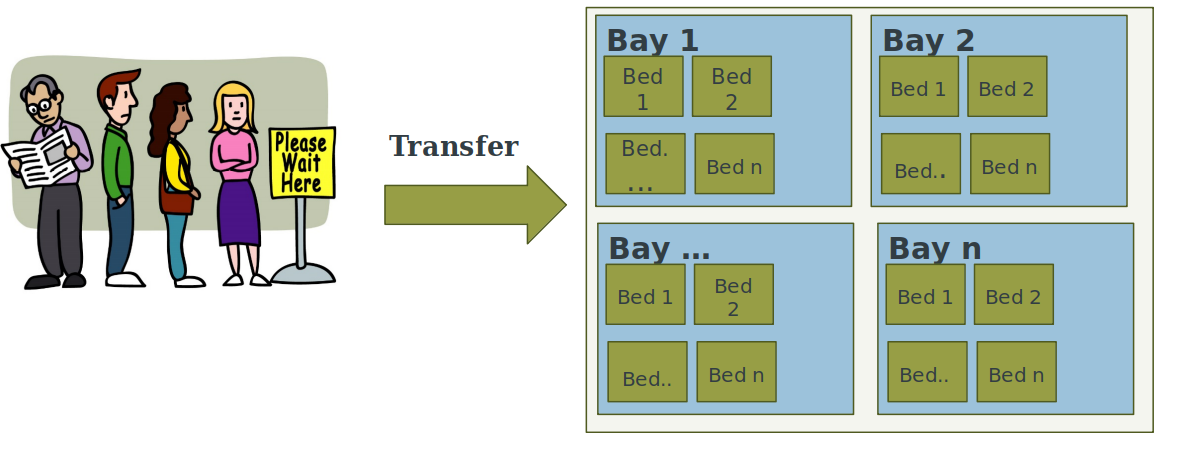 Please
Wait
Here
Transfer
Bay 1
Bed
1
Bed
2
Bed.
...
Bed n
Bay 2
Bed 1
Bed 2
Bed..
Bed n
Bay ...
Bed 1
Bed
2
Bed..
Bed n
Bay n
Bed 1
Bed 2
Bed..
Bed n